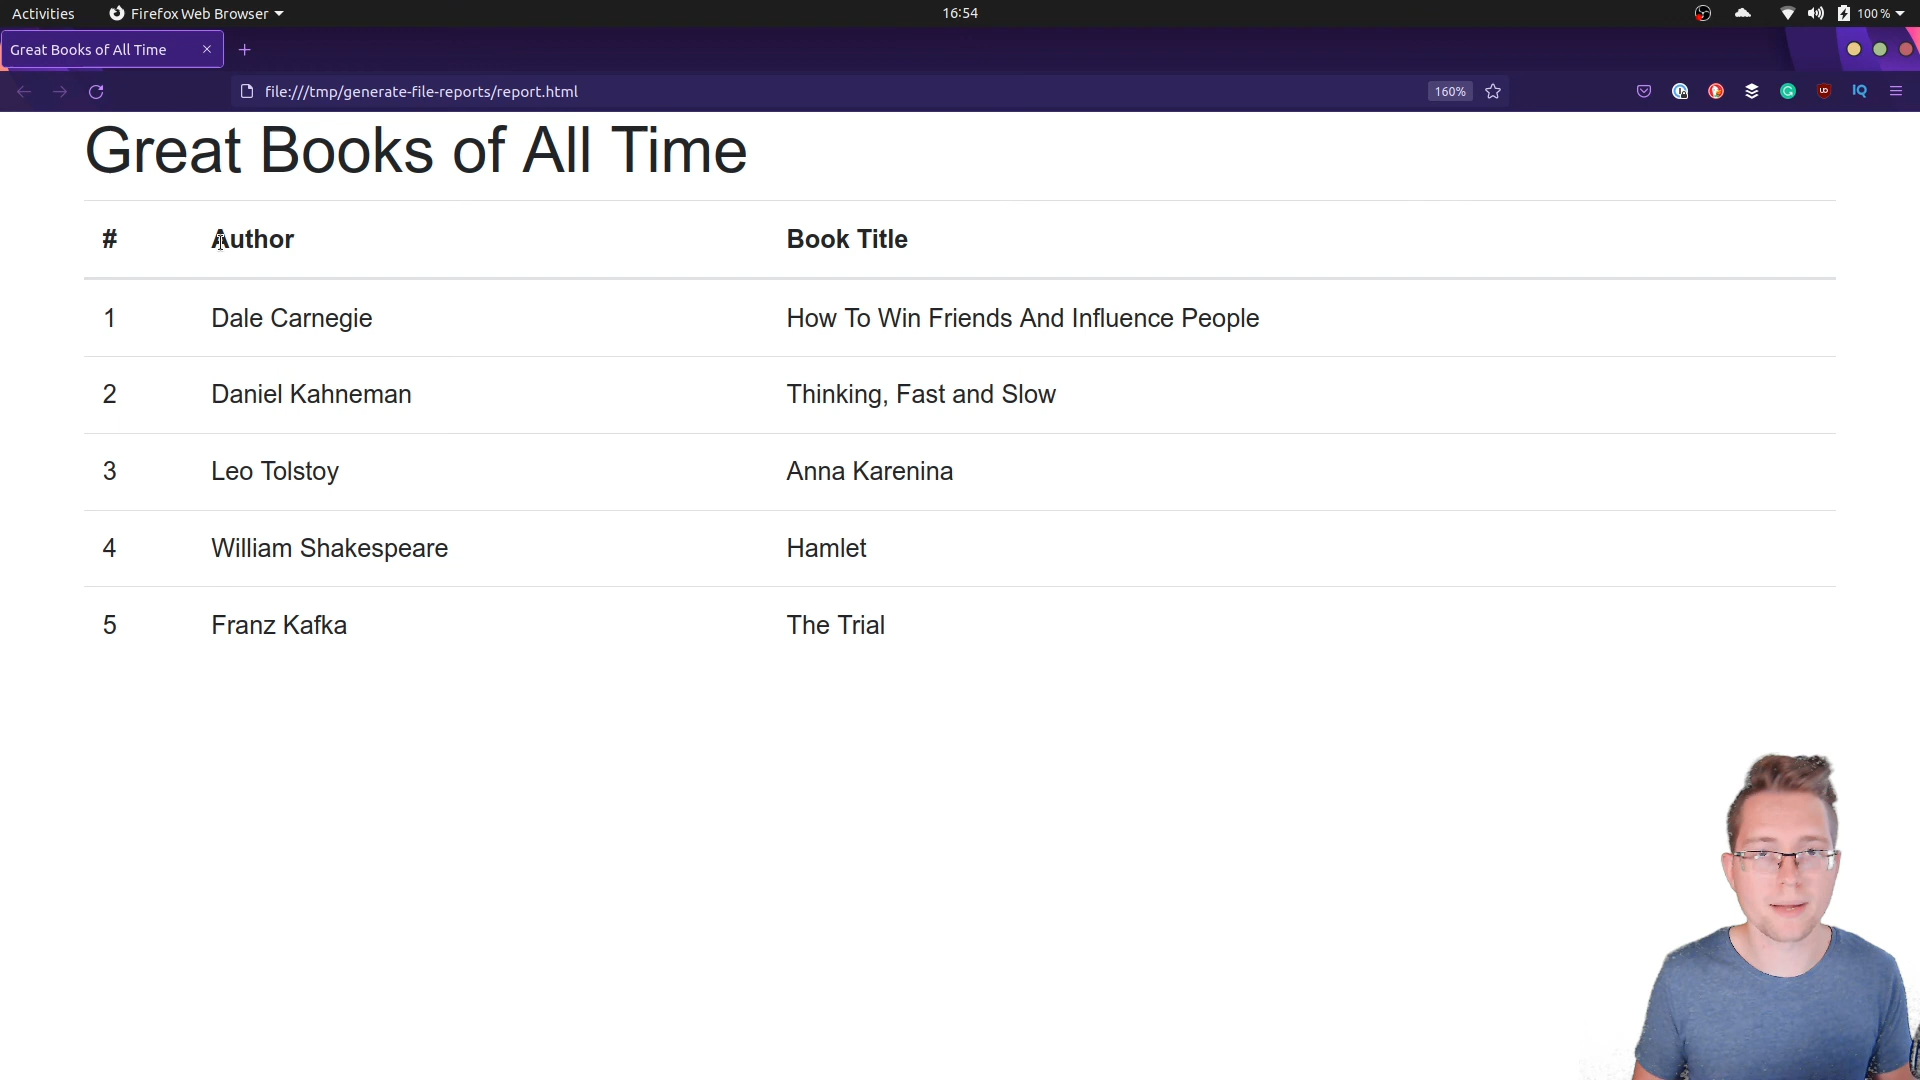 Activities Firefox Web Browser 16:54 100 %
Great Books of All Time
file:///tmp/generate-file-reports/report.html 160% IQ
Great Books of All Time
# Author Book Title
1 Dale Carnegie How To Win Friends And Influence People
2 Daniel Kahneman Thinking, Fast and Slow
3 Leo Tolstoy Anna Karenina
4 William Shakespeare Hamlet
5 Franz Kafka The Trial